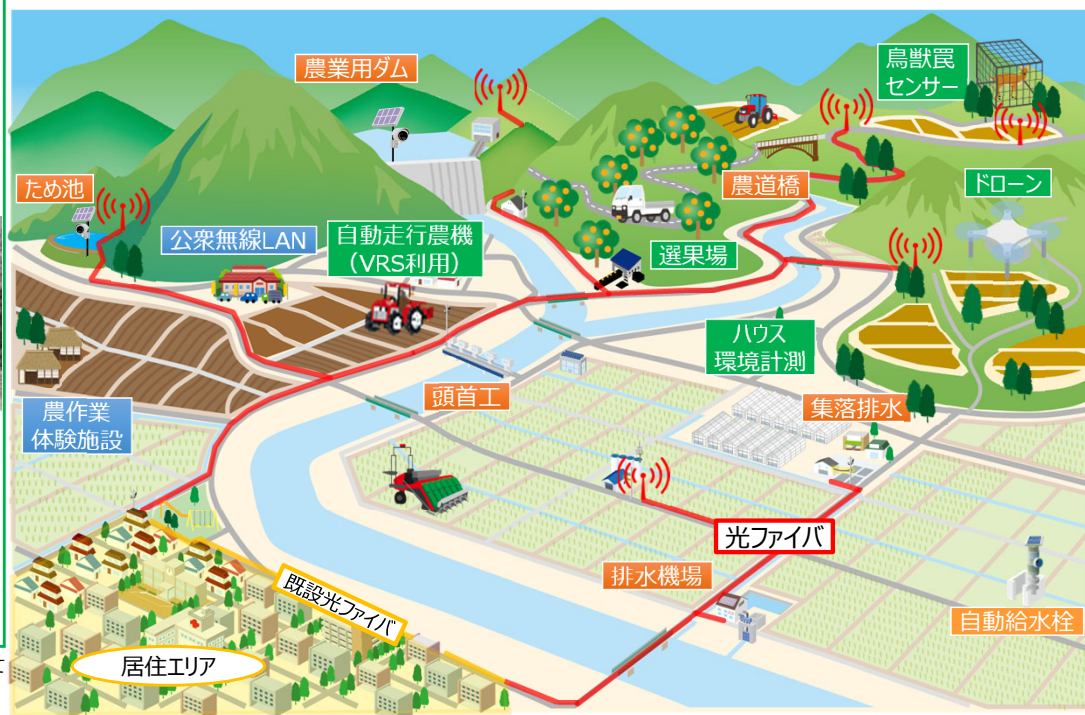 農業用ダム
鳥獣罠
センサー
ため池
農道橋
ドローン
公衆無線LAN
自動走行農機
（VRS利用）
選果場
ハウス
環境計測
頭首工
集落排水
農作業
体験施設
光ファイバ
排水機場
既設光ファイバ
自動給水栓
居住エリア